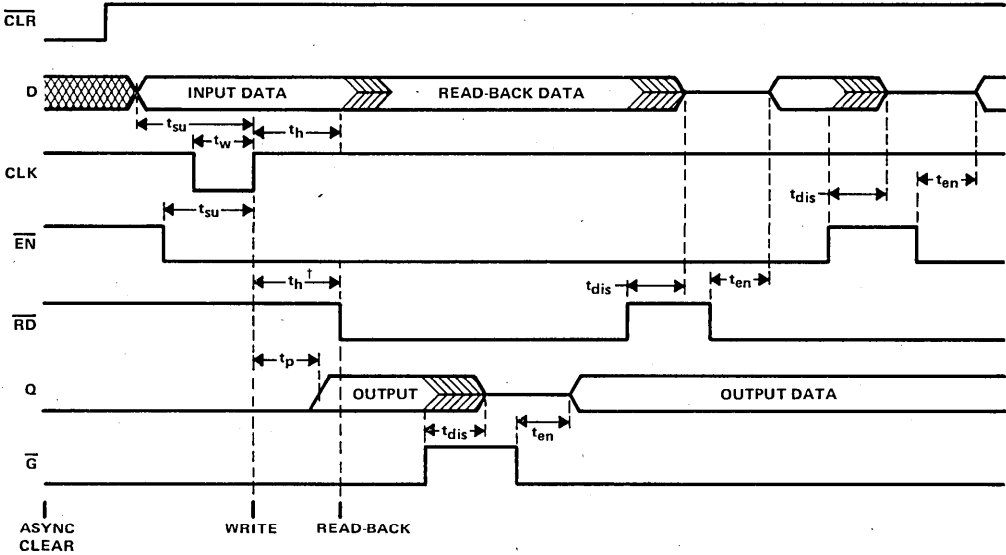 CLR
D
INPUT DATA
READ-BACK DATA
tsu
tw
th
CLK
tdis
ten
tsu
EN
th†
tdis
ten
RD
tp
Q
OUTPUT
OUTPUT DATA
tdis
ten
G
ASYNC
CLEAR
WRITE
READ-BACK